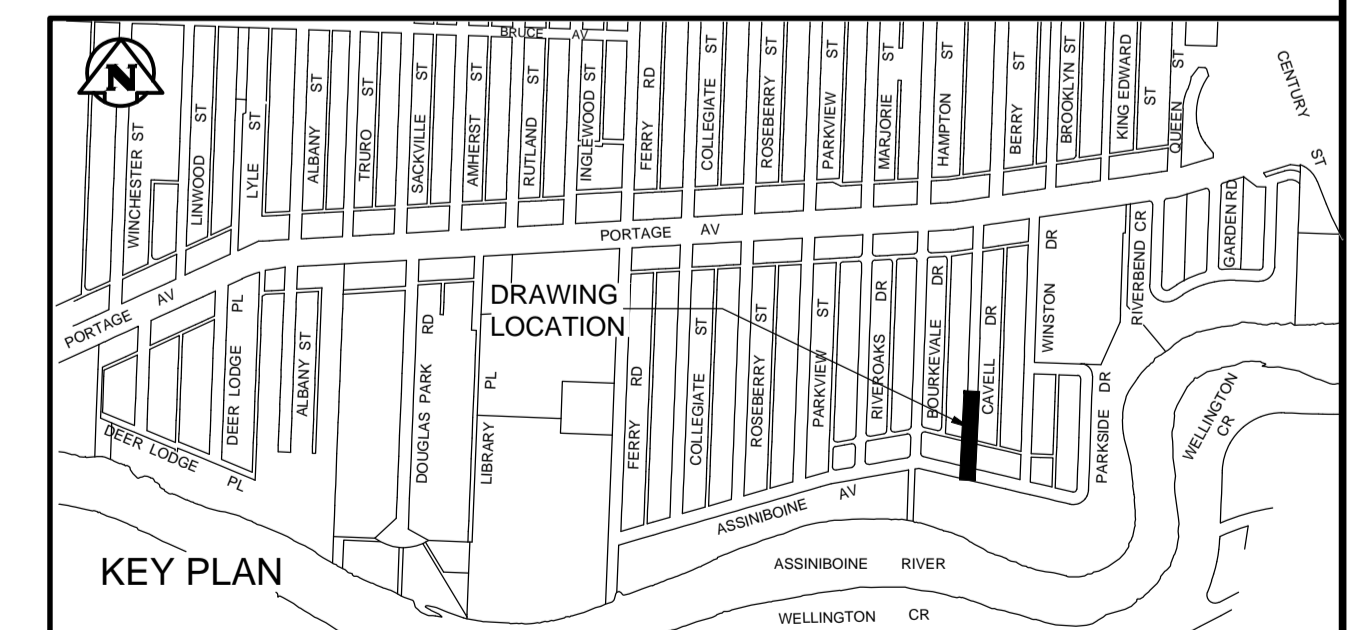 BRUCE AV
N
WINCHESTER ST
LINWOOD ST
LYLE ST
ALBANY ST
TRURO ST
SACKVILLE ST
AMHERST ST
RUTLAND ST
INGLEWOOD ST
FERRY RD
COLLEGIATE ST
ROSEBERRY ST
PARKVIEW ST
MARJORIE ST
HAMPTON ST
BERRY ST
BROOKLYN ST
KING EDWARD ST
QUEEN ST
CENTURY ST
PORTAGE AV
PORTAGE AV
DEER LODGE PL
DEER LODGE PL
ALBANY ST
DOUGLAS PARK RD
LIBRARY PL
DRAWING
LOCATION
FERRY RD
COLLEGIATE ST
ROSEBERRY ST
PARKVIEW ST
RIVEROAKS DR
BOURKEVALE DR
CAVELL DR
WINSTON DR
PARKSIDE DR
RIVERBEND CR
GARDEN RD
WELLINGTON CR
ASSINIBOINE AV
ASSINIBOINE RIVER
WELLINGTON CR
KEY PLAN